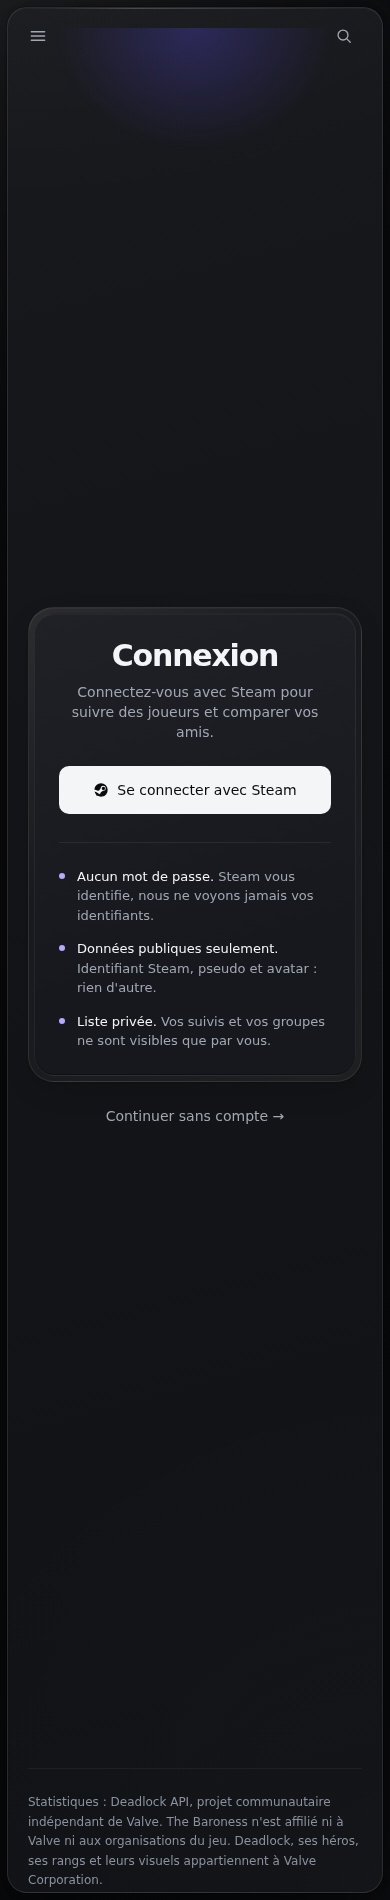 Connexion
Connectez-vous avec Steam pour
suivre des joueurs et comparer vos
amis.
Se connecter avec Steam
Aucun mot de passe. Steam vous
identifie, nous ne voyons jamais vos
identifiants.
Données publiques seulement.
Identifiant Steam, pseudo et avatar :
rien d'autre.
Liste privée. Vos suivis et vos groupes
ne sont visibles que par vous.
Continuer sans compte →
Statistiques : Deadlock API, projet communautaire
indépendant de Valve. The Baroness n'est affilié ni à
Valve ni aux organisations du jeu. Deadlock, ses héros,
ses rangs et leurs visuels appartiennent à Valve
Corporation.